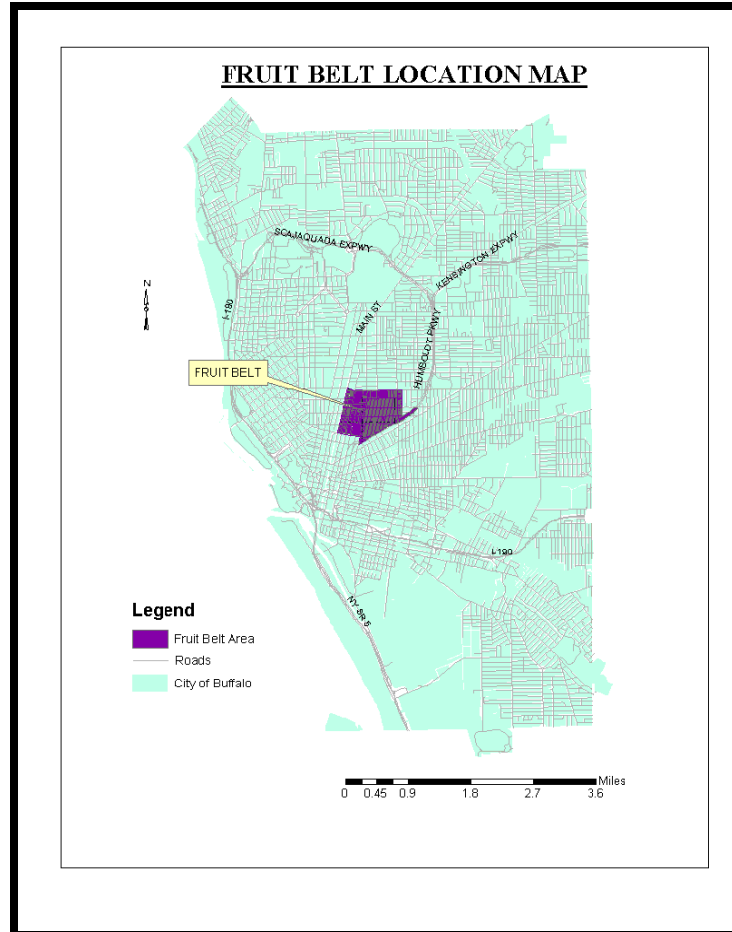 FRUIT BELT LOCATION MAP
SCAJAQUADA EXPWY
KENSINGTON EXPWY
N
I-190
MAIN ST
HUMBOLDT PKWY
FRUIT BELT
I-190
NY SR 5
Legend
Fruit Belt Area
Roads
City of Buffalo
Miles
0 0.45 0.9 1.8 2.7 3.6